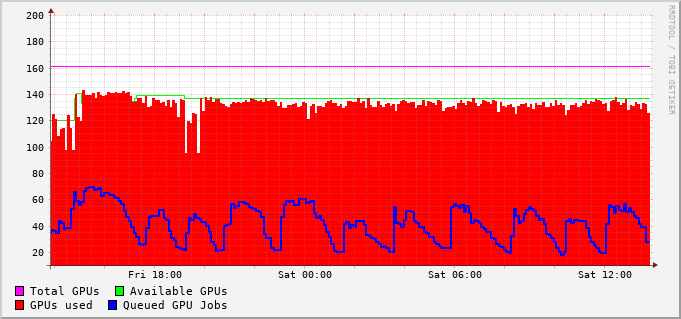 200
180
160
140
120
100
80
60
40
20
Fri 18:00 Sat 00:00 Sat 06:00 Sat 12:00
Total GPUs Available GPUs
GPUs used Queued GPU Jobs
RRDTOOL / TOBI OETIKER